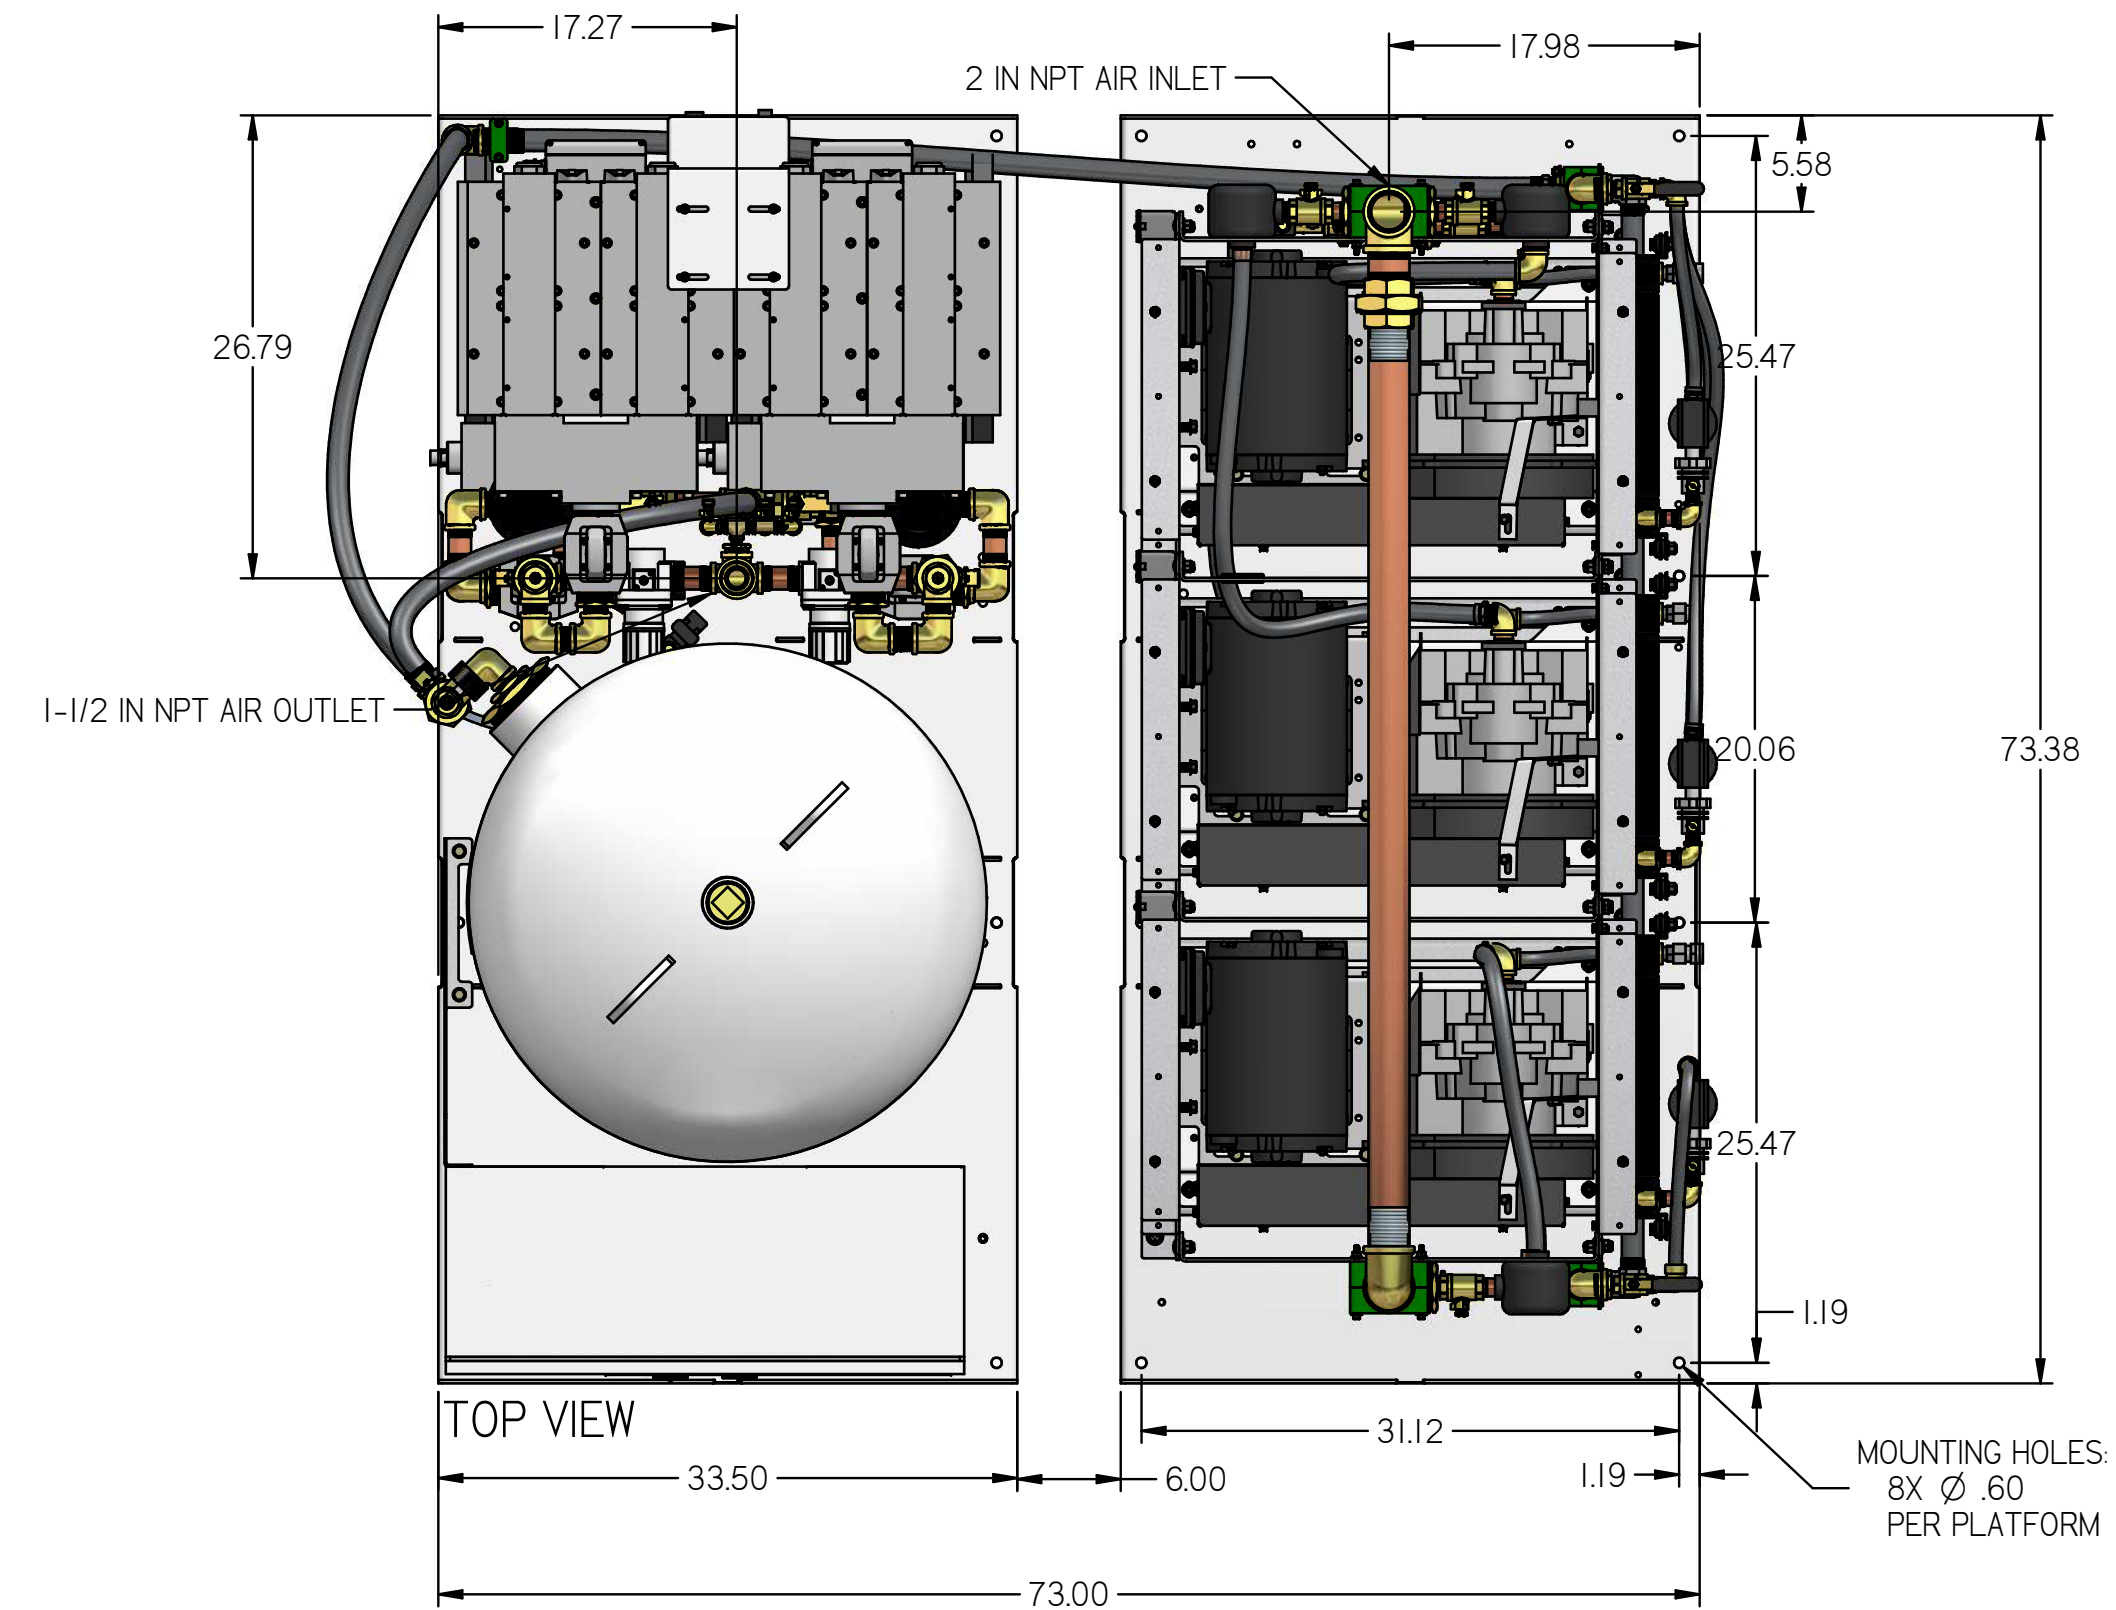 17.27
17.98
2 IN NPT AIR INLET
5.58
26.79
25.47
1-1/2 IN NPT AIR OUTLET
20.06
73.38
25.47
1.19
TOP VIEW
31.12
33.50
6.00
1.19
MOUNTING HOLES:
8X Ø .60
PER PLATFORM
73.00